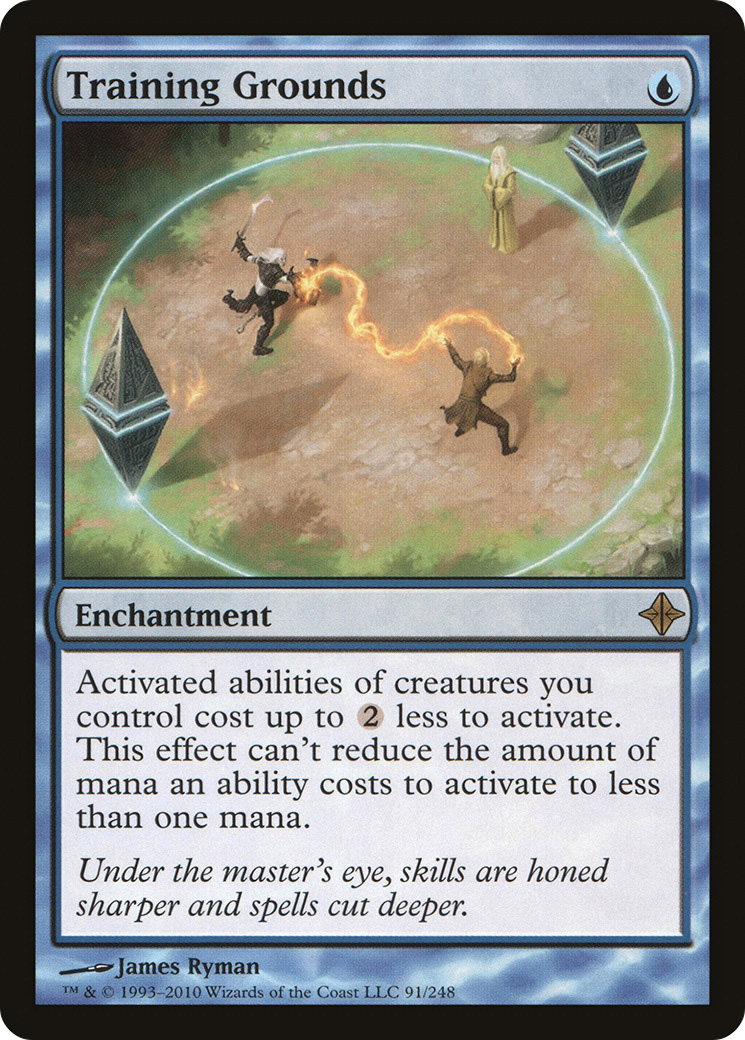 Training Grounds
Enchantment
Activated abilities of creatures you
control cost up to 2 less to activate.
This effect can't reduce the amount of
mana an ability costs to activate to less
than one mana.
Under the master's eye, skills are honed
sharper and spells cut deeper.
James Ryman
™ & © 1993–2010 Wizards of the Coast LLC 91/248